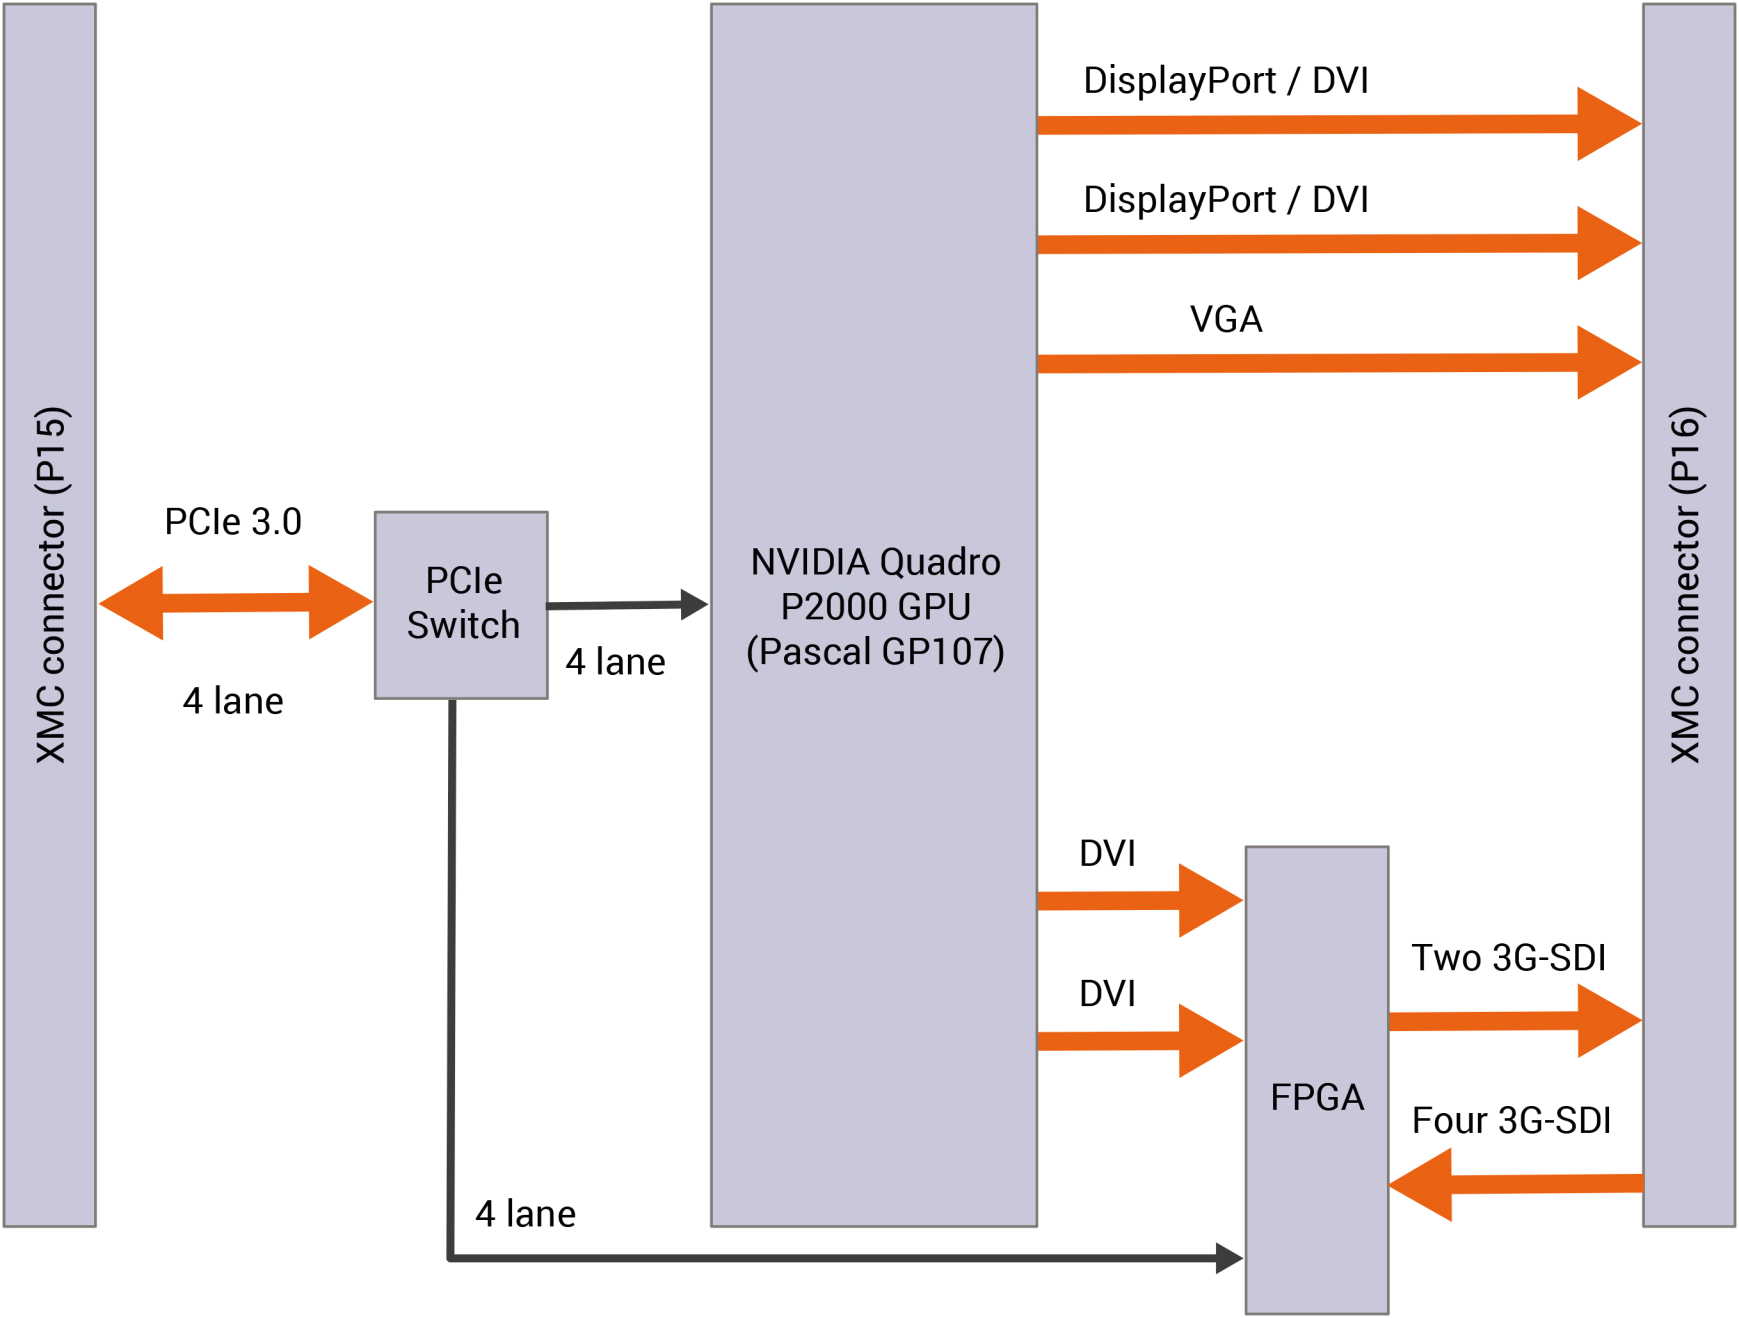 DisplayPort / DVI
DisplayPort / DVI
VGA
XMC connector (P15)
PCIe 3.0
4 lane
PCIe
Switch
4 lane
NVIDIA Quadro
P2000 GPU
(Pascal GP107)
XMC connector (P16)
DVI
DVI
Two 3G-SDI
FPGA
Four 3G-SDI
4 lane